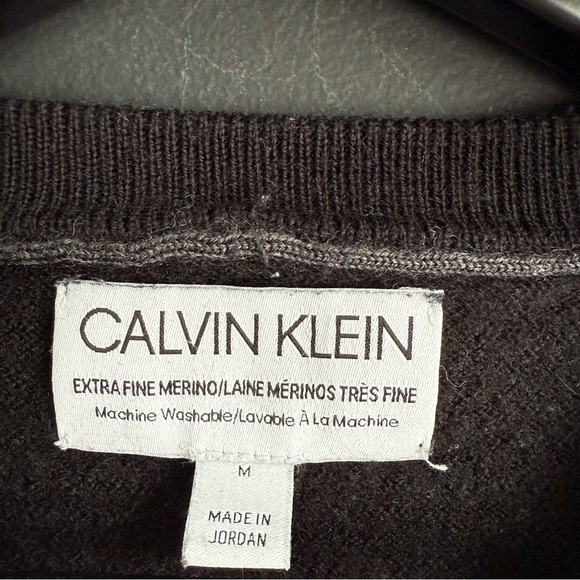 CALVIN KLEIN
EXTRA FINE MERINO/LAINE MÉRINOS TRÈS FINE
Machine Washable/Lavable À La Machine
M
MADE IN
JORDAN